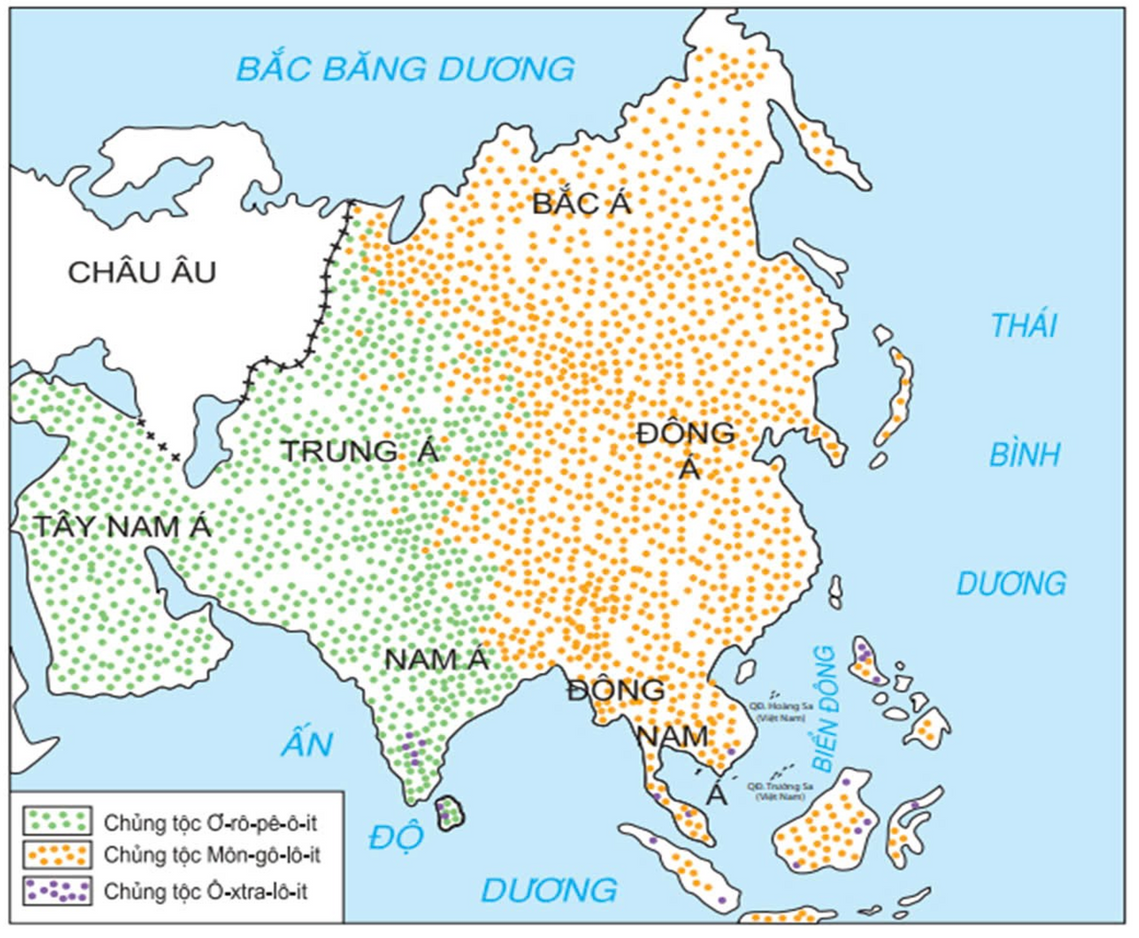 BẮC BĂNG DƯƠNG
BẮC Á
CHÂU ÂU
THÁI
ĐÔNG
Á
TRUNG Á
BÌNH
TÂY NAM Á
DƯƠNG
NAM Á
ĐÔNG
NAM
Á
QĐ. Hoàng Sa
(Việt Nam)
BIỂN ĐÔNG
QĐ. Trường Sa
(Việt Nam)
ẤN
ĐỘ
DƯƠNG
Chủng tộc Ơ-rô-pê-ô-it
Chủng tộc Môn-gô-lô-it
Chủng tộc Ô-xtra-lô-it